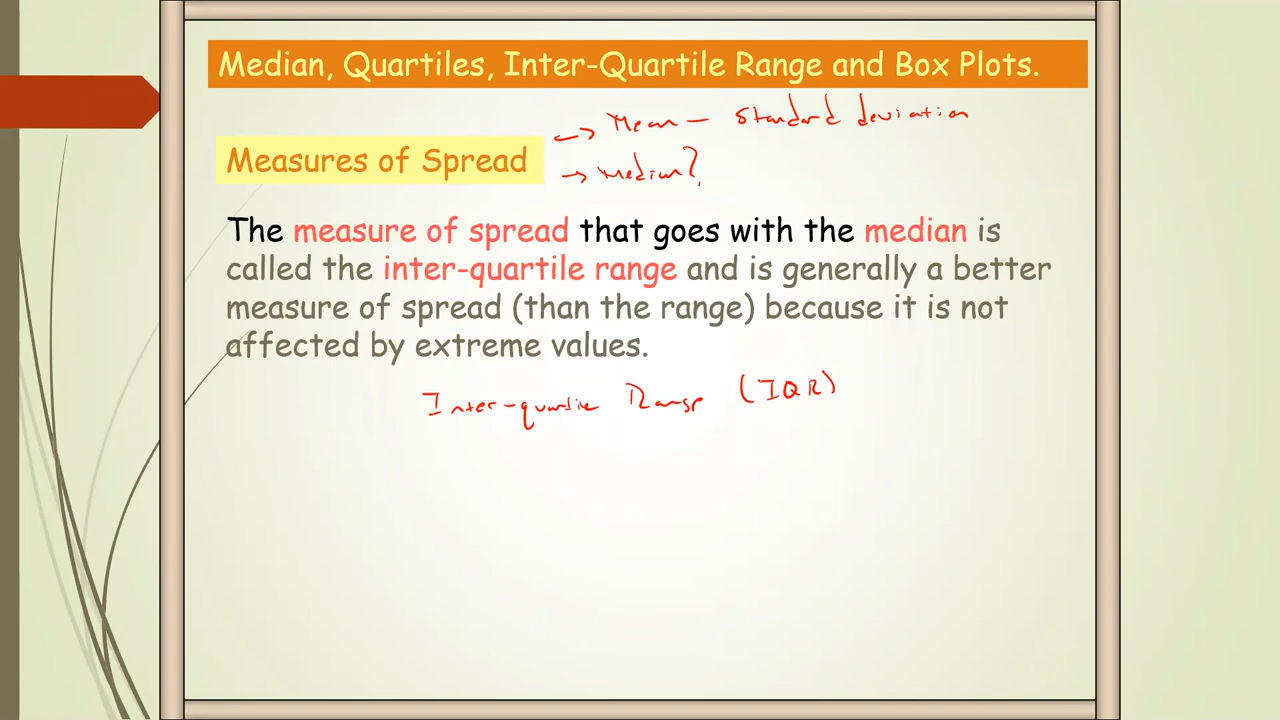 Median, Quartiles, Inter-Quartile Range and Box Plots.
→ Mean — Standard deviation
Measures of Spread
→ Median?
The measure of spread that goes with the median is
called the inter-quartile range and is generally a better
measure of spread (than the range) because it is not
affected by extreme values.
Inter-quartile Range (IQR)